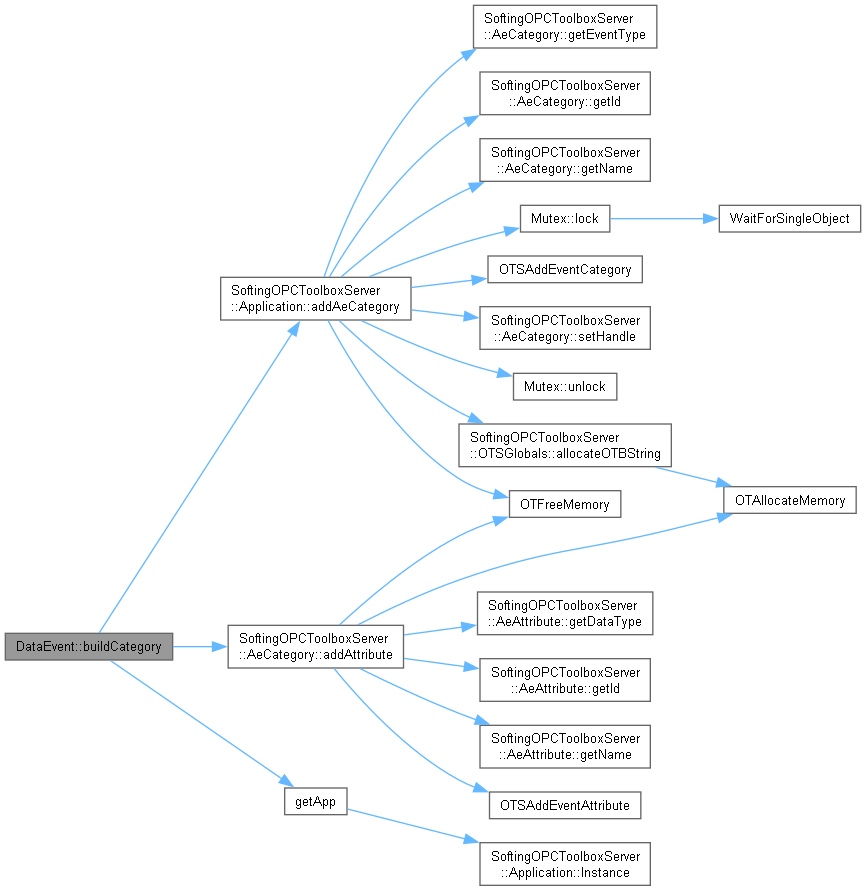 SoftingOPCToolboxServer
::AeCategory::getEventType
SoftingOPCToolboxServer
::AeCategory::getId
SoftingOPCToolboxServer
::AeCategory::getName
Mutex::lock
WaitForSingleObject
OTSAddEventCategory
SoftingOPCToolboxServer
::Application::addAeCategory
SoftingOPCToolboxServer
::AeCategory::setHandle
Mutex::unlock
SoftingOPCToolboxServer
::OTSGlobals::allocateOTBString
OTAllocateMemory
OTFreeMemory
SoftingOPCToolboxServer
::AeAttribute::getDataType
DataEvent::buildCategory
SoftingOPCToolboxServer
::AeCategory::addAttribute
SoftingOPCToolboxServer
::AeAttribute::getId
SoftingOPCToolboxServer
::AeAttribute::getName
getApp
OTSAddEventAttribute
SoftingOPCToolboxServer
::Application::Instance